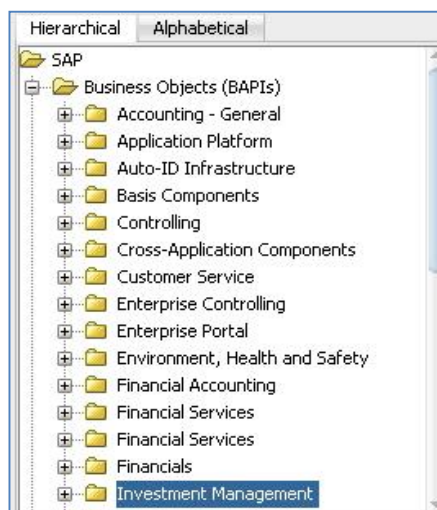 Hierarchical Alphabetical
SAP
Business Objects (BAPIs)
Accounting - General
Application Platform
Auto-ID Infrastructure
Basis Components
Controlling
Cross-Application Components
Customer Service
Enterprise Controlling
Enterprise Portal
Environment, Health and Safety
Financial Accounting
Financial Services
Financial Services
Financials
Investment Management